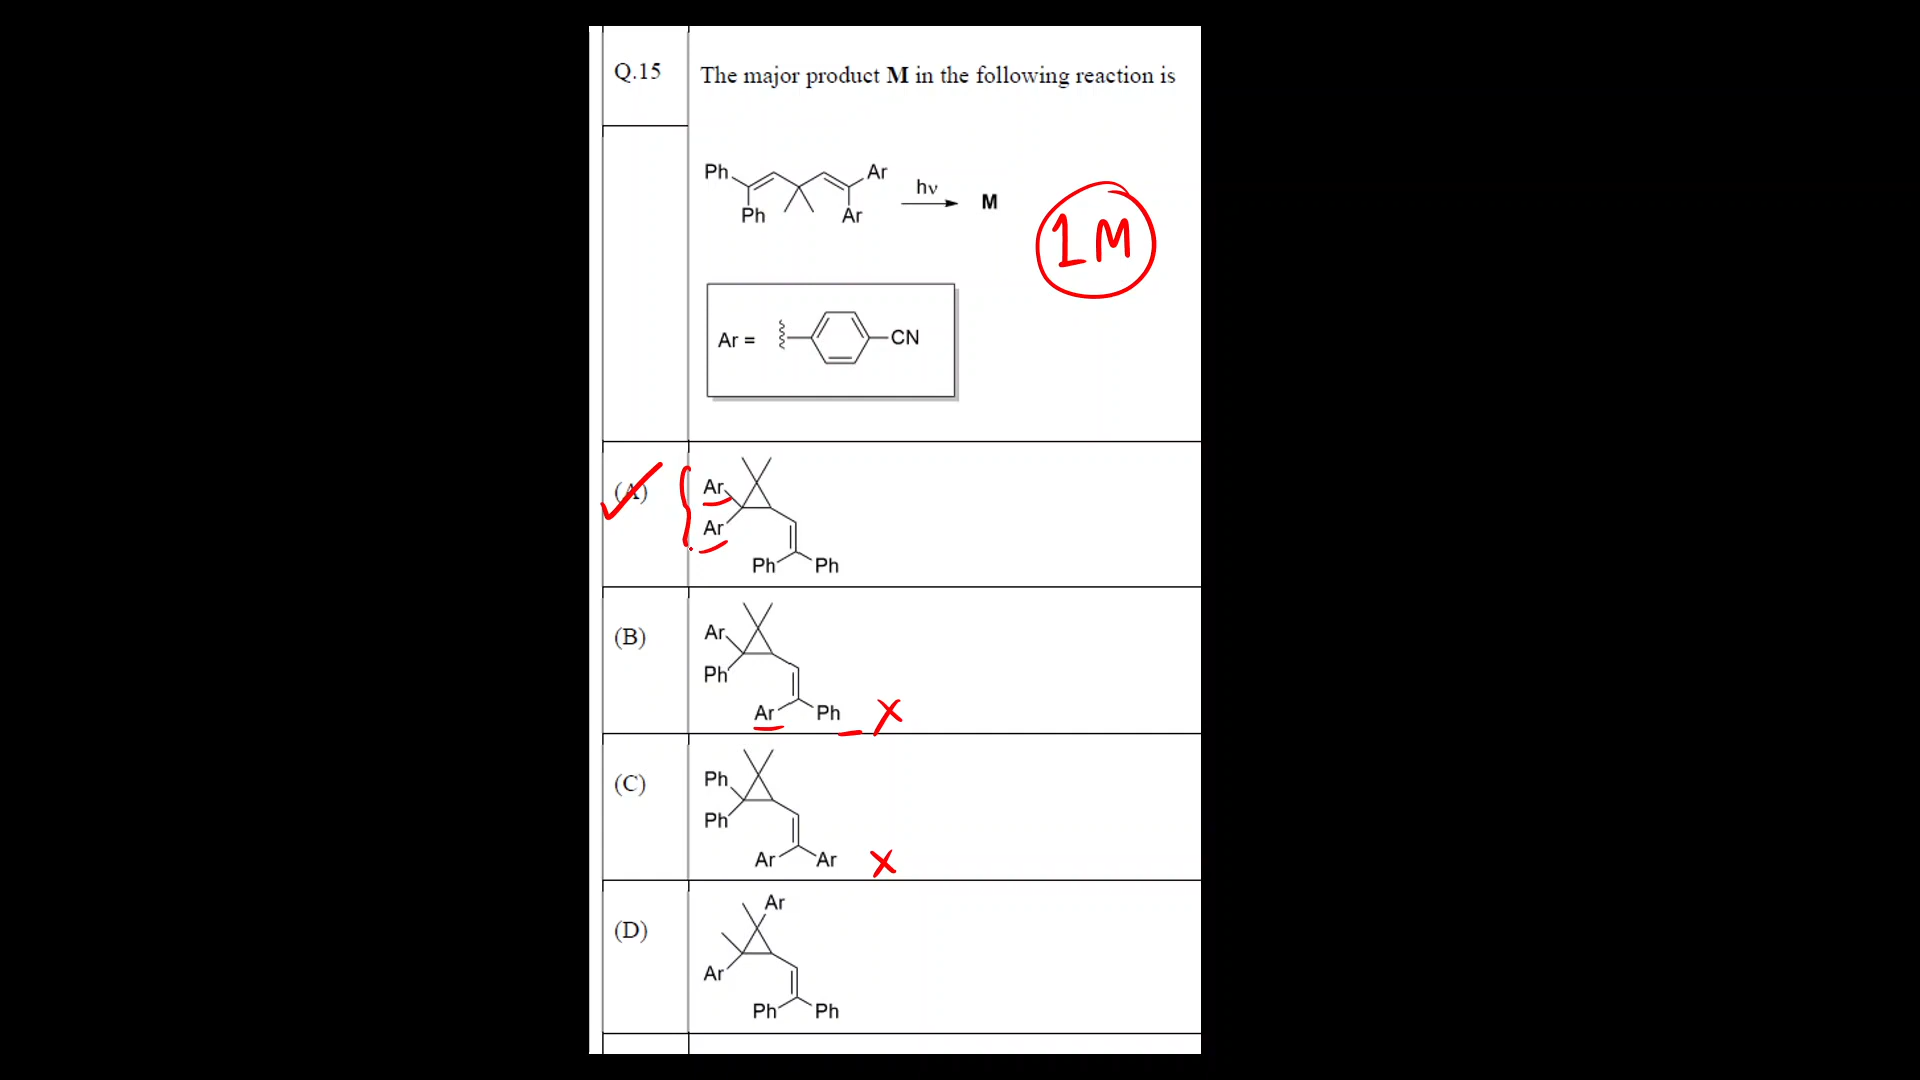 Q.15
The major product M in the following reaction is
Ph
Ph
Ar
Ar
hν
M
1M
Ar =
CN
(A)
Ar
Ar
Ph
Ph
(B)
Ar
Ph
Ar
Ph
(C)
Ph
Ph
Ar
Ar
(D)
Ar
Ar
Ph
Ph